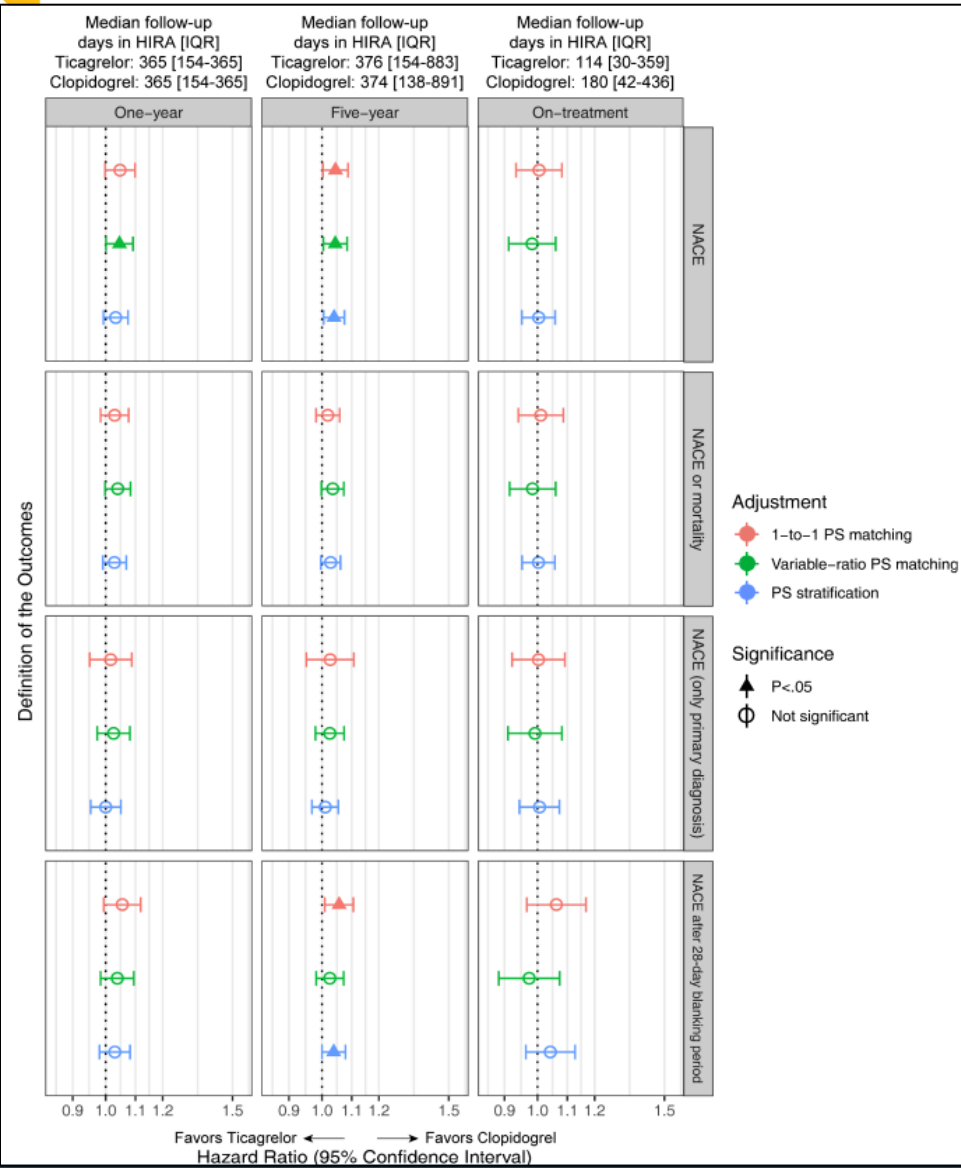 Median follow-up
days in HIRA [IQR]
Ticagrelor: 365 [154-365]
Clopidogrel: 365 [154-365]
Median follow-up
days in HIRA [IQR]
Ticagrelor: 376 [154-883]
Clopidogrel: 374 [138-891]
Median follow-up
days in HIRA [IQR]
Ticagrelor: 114 [30-359]
Clopidogrel: 180 [42-436]
One−year
Five−year
On−treatment
NACE
NACE or mortality
NACE (only primary diagnosis)
NACE after 28-day blanking period
Definition of the Outcomes
Adjustment
1−to−1 PS matching
Variable−ratio PS matching
PS stratification
Significance
P<.05
Not significant
0.9 1.0 1.1 1.2 1.5
0.9 1.0 1.1 1.2 1.5
0.9 1.0 1.1 1.2 1.5
Favors Ticagrelor ← → Favors Clopidogrel
Hazard Ratio (95% Confidence Interval)